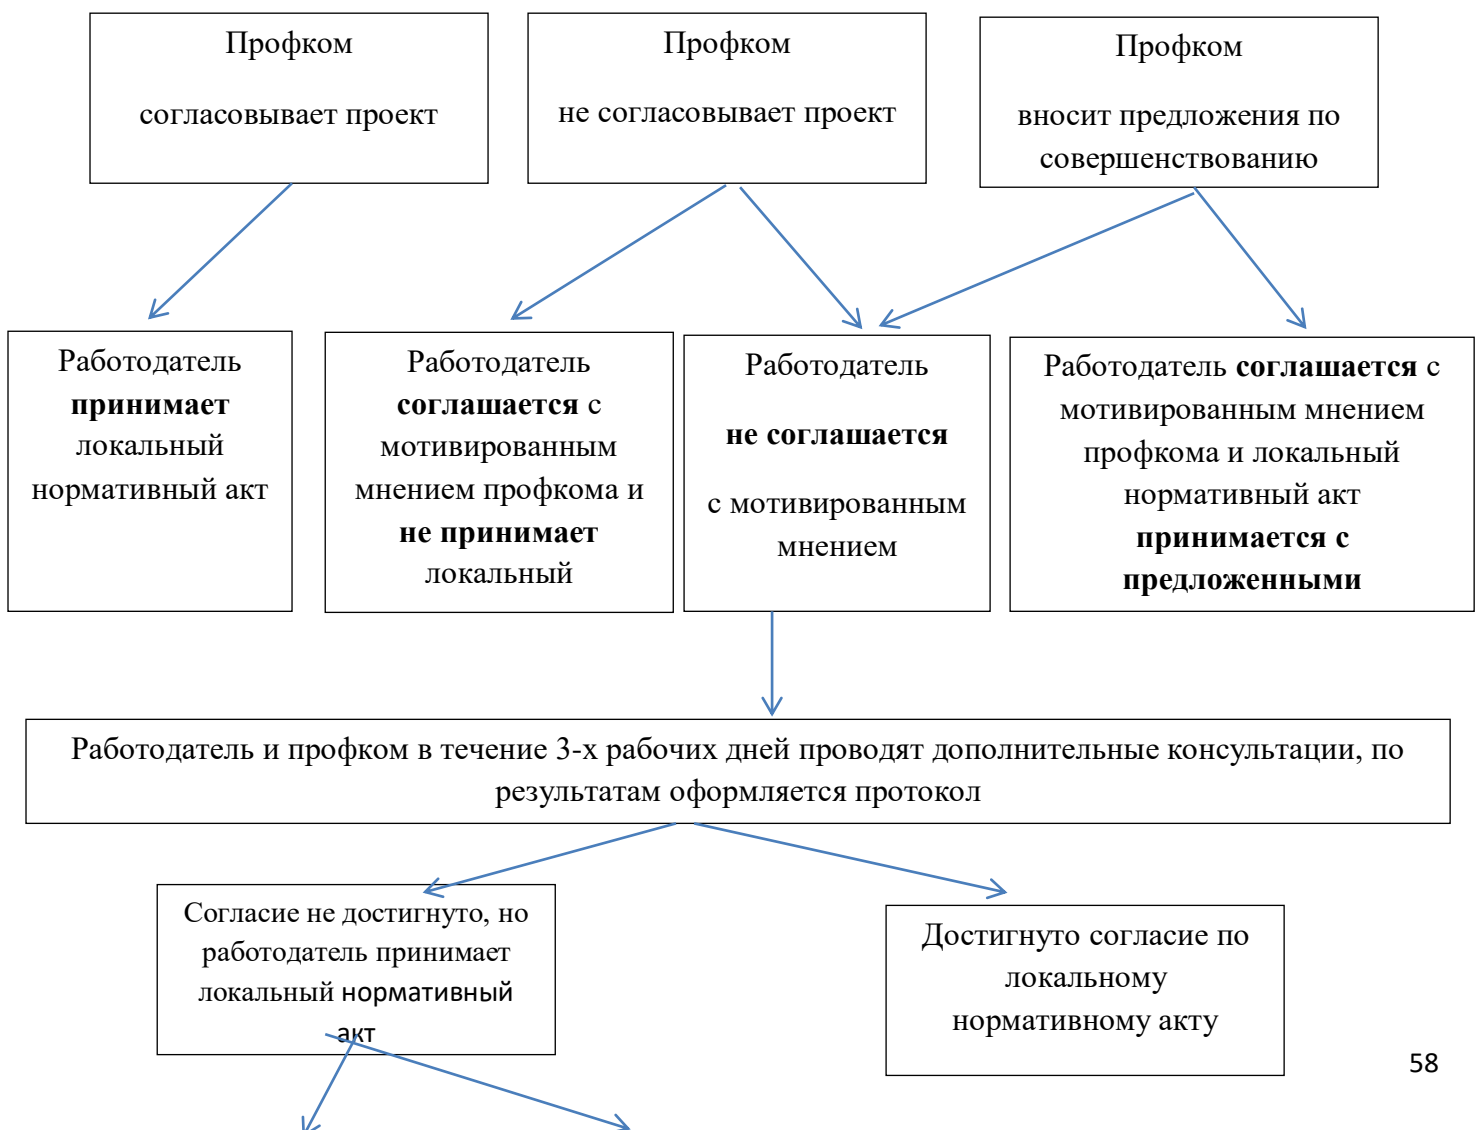 Профком
согласовывает проект
Профком
не согласовывает проект
Профком
вносит предложения по
совершенствованию
Работодатель
принимает
локальный
нормативный акт
Работодатель
соглашается с
мотивированным
мнением профкома и
не принимает
локальный
Работодатель
не соглашается
с мотивированным
мнением
Работодатель соглашается с
мотивированным мнением
профкома и локальный
нормативный акт
принимается с
предложенными
Работодатель и профком в течение 3-х рабочих дней проводят дополнительные консультации, по
результатам оформляется протокол
Согласие не достигнуто, но
работодатель принимает
локальный нормативный
акт
Достигнуто согласие по
локальному
нормативному акту
58